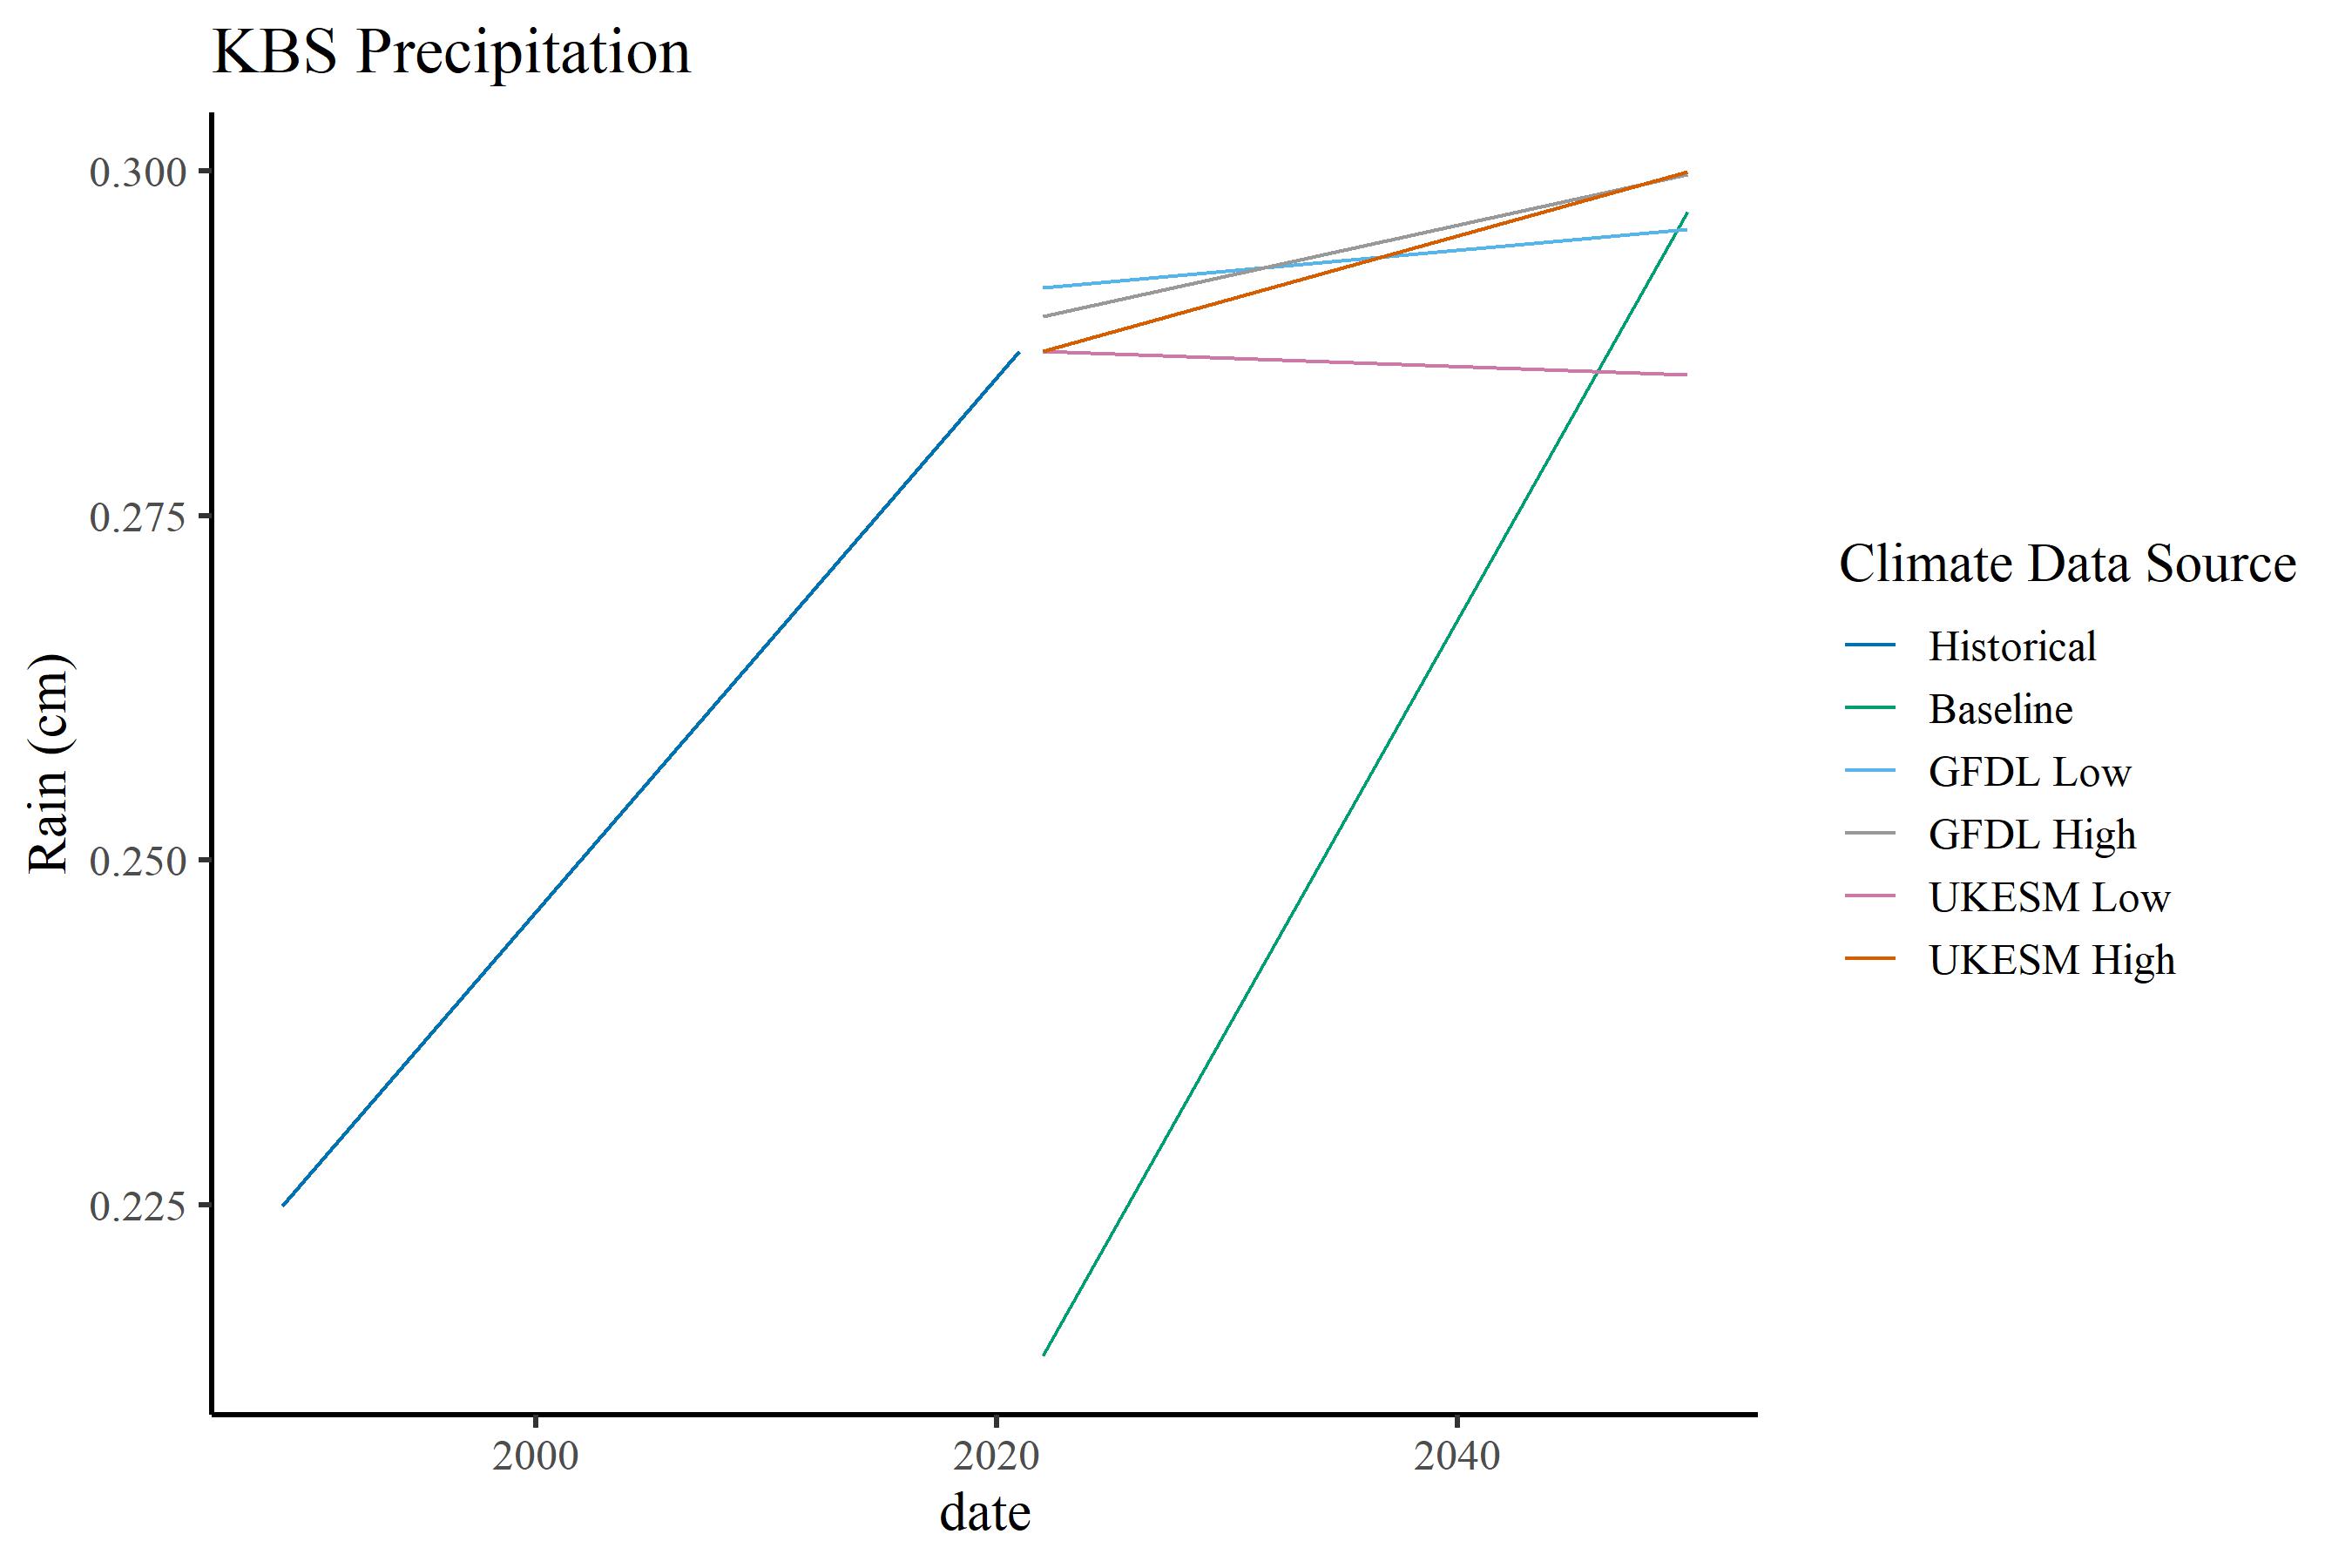 KBS Precipitation
0.300
0.275
0.250
0.225
Rain (cm)
2000
2020
2040
date
Climate Data Source
Historical
Baseline
GFDL Low
GFDL High
UKESM Low
UKESM High